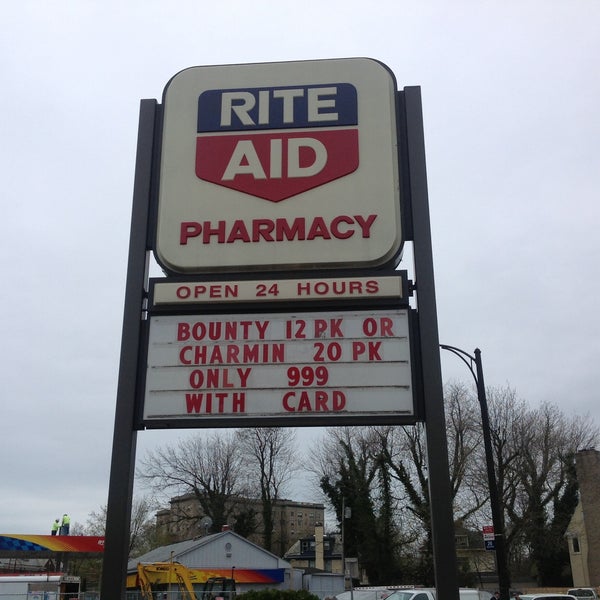 RITE
AID
PHARMACY
OPEN 24 HOURS
BOUNTY 12 PK OR
CHARMIN 20 PK
ONLY 999
WITH CARD